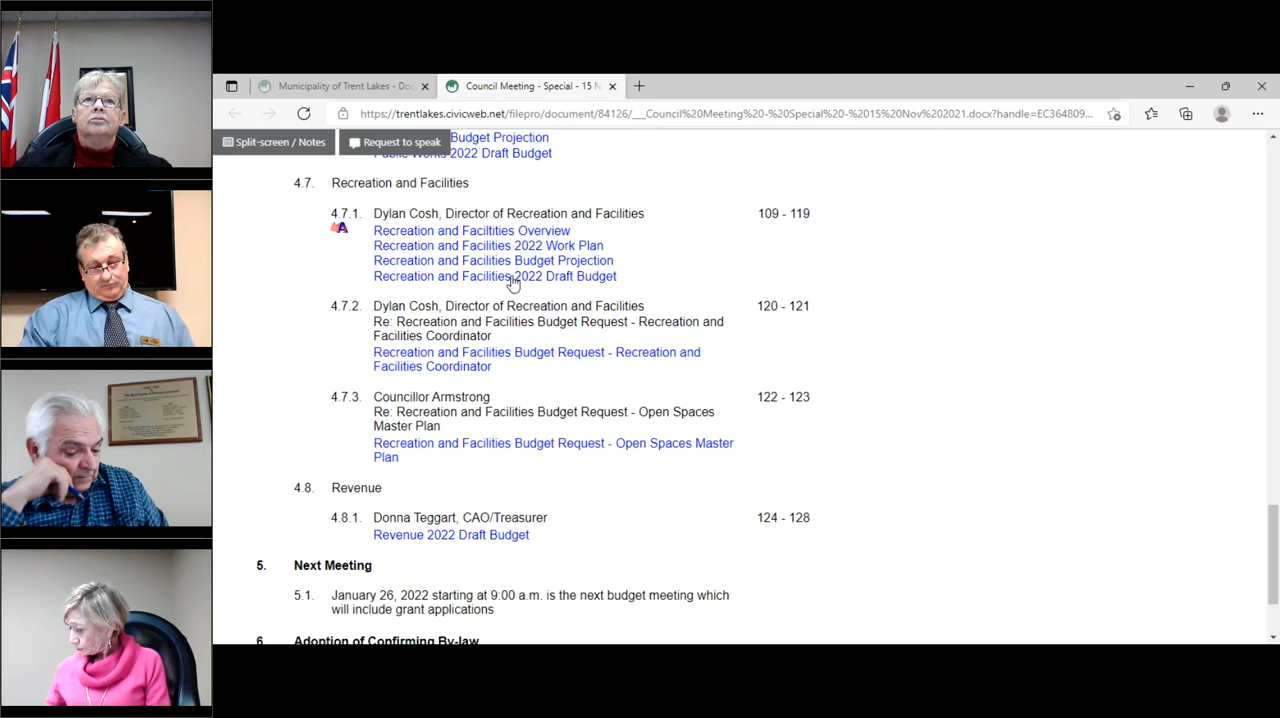 Municipality of Trent Lakes - Doc
Council Meeting - Special - 15 N
https://trentlakes.civicweb.net/filepro/document/84126/___Council%20Meeting%20-%20Special%20-%2015%20Nov%202021.docx?handle=EC364809...
Split-screen / Notes
Request to speak
Budget Projection
Public Works 2022 Draft Budget
4.7. Recreation and Facilities
4.7.1. Dylan Cosh, Director of Recreation and Facilities 109 - 119
Recreation and Faciltities Overview
Recreation and Facilities 2022 Work Plan
Recreation and Facilities Budget Projection
Recreation and Facilities 2022 Draft Budget
4.7.2. Dylan Cosh, Director of Recreation and Facilities 120 - 121
Re: Recreation and Facilities Budget Request - Recreation and
Facilities Coordinator
Recreation and Facilities Budget Request - Recreation and
Facilities Coordinator
4.7.3. Councillor Armstrong 122 - 123
Re: Recreation and Facilities Budget Request - Open Spaces
Master Plan
Recreation and Facilities Budget Request - Open Spaces Master
Plan
4.8. Revenue
4.8.1. Donna Teggart, CAO/Treasurer 124 - 128
Revenue 2022 Draft Budget
5. Next Meeting
5.1. January 26, 2022 starting at 9:00 a.m. is the next budget meeting which
will include grant applications
6. Adoption of Confirming By-law